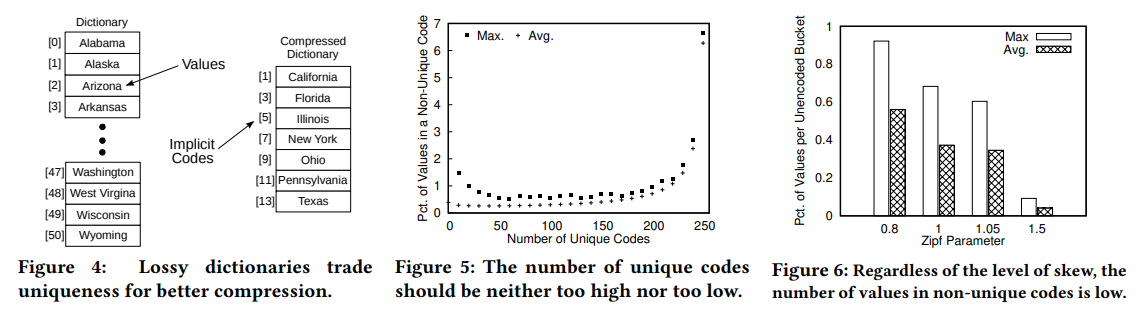 Dictionary
[0] Alabama
[1] Alaska
[2] Arizona
[3] Arkansas
[47] Washington
[48] West Virgina
[49] Wisconsin
[50] Wyoming
Values
Implicit
Codes
Compressed
Dictionary
[1] California
[3] Florida
[5] Illinois
[7] New York
[9] Ohio
[11] Pennsylvania
[13] Texas
Figure 4: Lossy dictionaries trade
uniqueness for better compression.
Pct. of Values in a Non-Unique Code
7
6
5
4
3
2
1
0
Max. Avg.
0 50 100 150 200 250
Number of Unique Codes
Figure 5: The number of unique codes
should be neither too high nor too low.
Pct. of Values per Unencoded Bucket
1
0.8
0.6
0.4
0.2
0
Max
Avg.
0.8 1 1.05 1.5
Zipf Parameter
Figure 6: Regardless of the level of skew, the
number of values in non-unique codes is low.